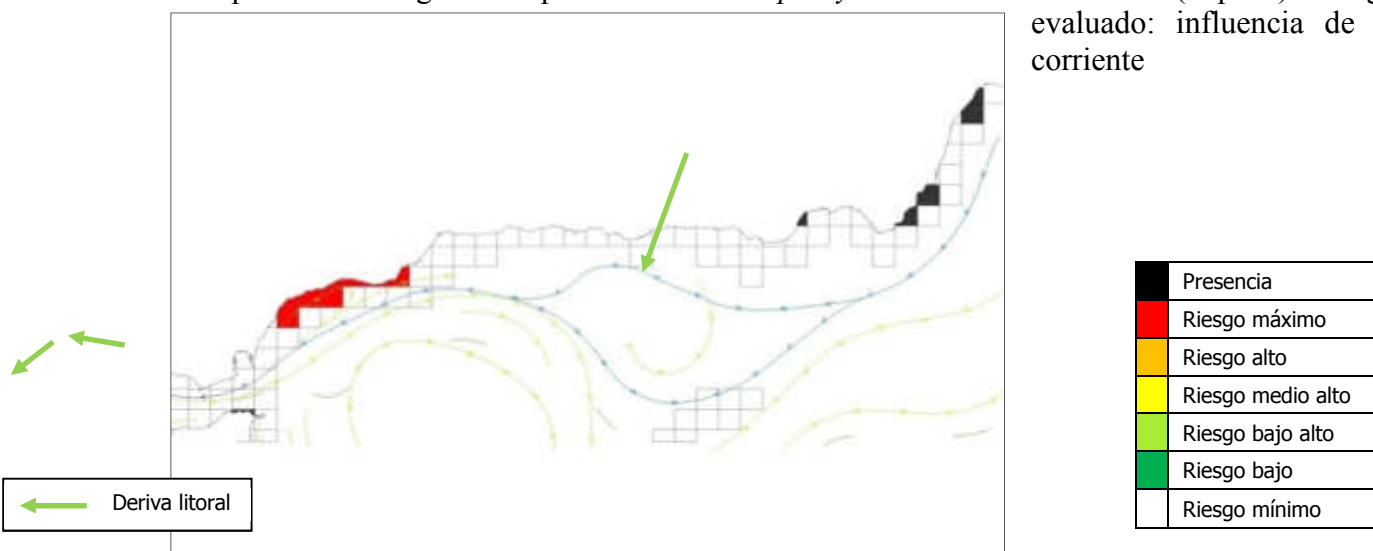 evaluado: influencia de
corriente
Presencia
Riesgo máximo
Riesgo alto
Riesgo medio alto
Riesgo bajo alto
Riesgo bajo
Riesgo mínimo
Deriva litoral